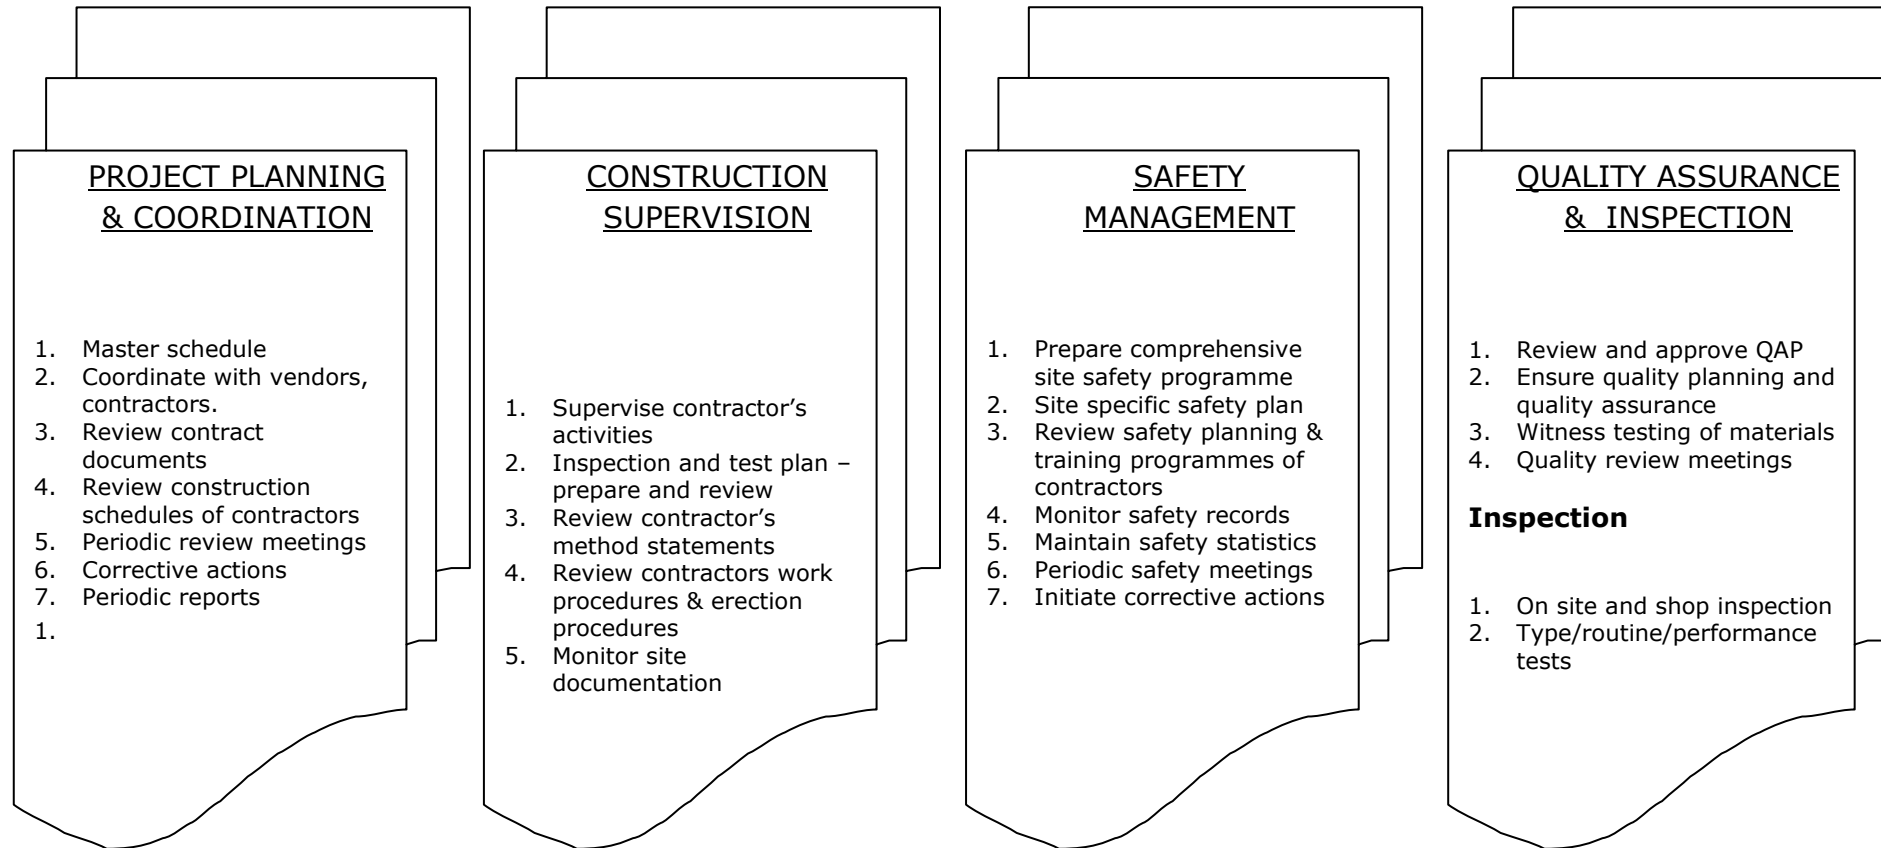 PROJECT PLANNING
& COORDINATION
1. Master schedule
2. Coordinate with vendors,
contractors.
3. Review contract
documents
4. Review construction
schedules of contractors
5. Periodic review meetings
6. Corrective actions
7. Periodic reports
1.
CONSTRUCTION
SUPERVISION
1. Supervise contractor’s
activities
2. Inspection and test plan –
prepare and review
3. Review contractor’s
method statements
4. Review contractors work
procedures & erection
procedures
5. Monitor site
documentation
SAFETY
MANAGEMENT
1. Prepare comprehensive
site safety programme
2. Site specific safety plan
3. Review safety planning &
training programmes of
contractors
4. Monitor safety records
5. Maintain safety statistics
6. Periodic safety meetings
7. Initiate corrective actions
QUALITY ASSURANCE
& INSPECTION
1. Review and approve QAP
2. Ensure quality planning and
quality assurance
3. Witness testing of materials
4. Quality review meetings
Inspection
1. On site and shop inspection
2. Type/routine/performance
tests